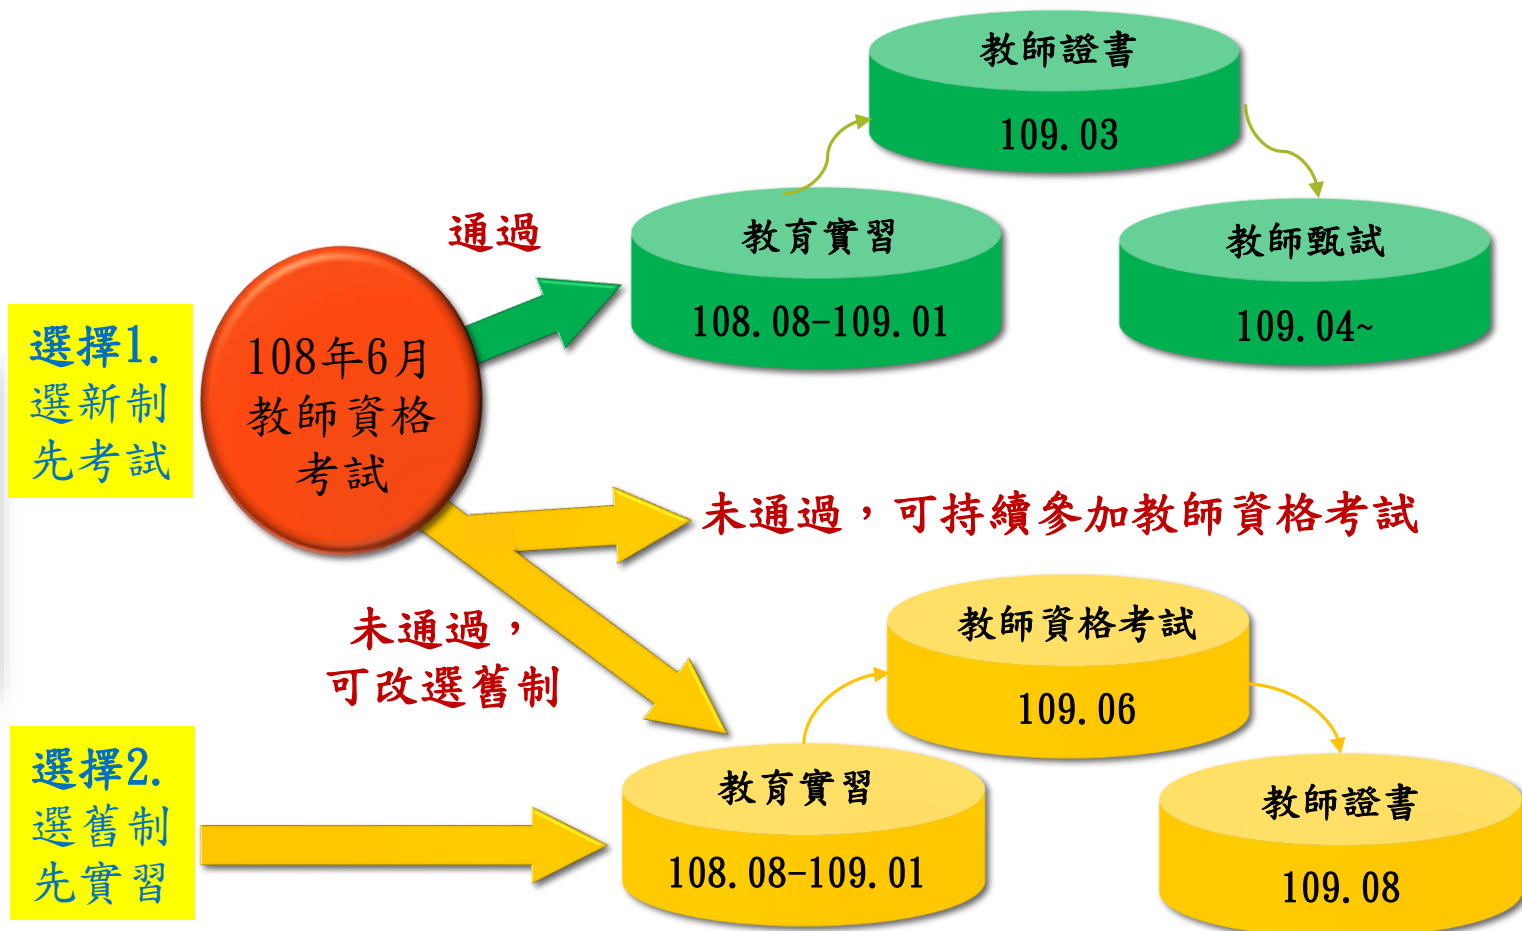 教師證書
109.03
通過
教育實習
108.08-109.01
教師甄試
109.04~
選擇1.
選新制
先考試
108年6月
教師資格
考試
未通過，可持續參加教師資格考試
未通過，
可改選舊制
教師資格考試
109.06
選擇2.
選舊制
先實習
教育實習
108.08-109.01
教師證書
109.08